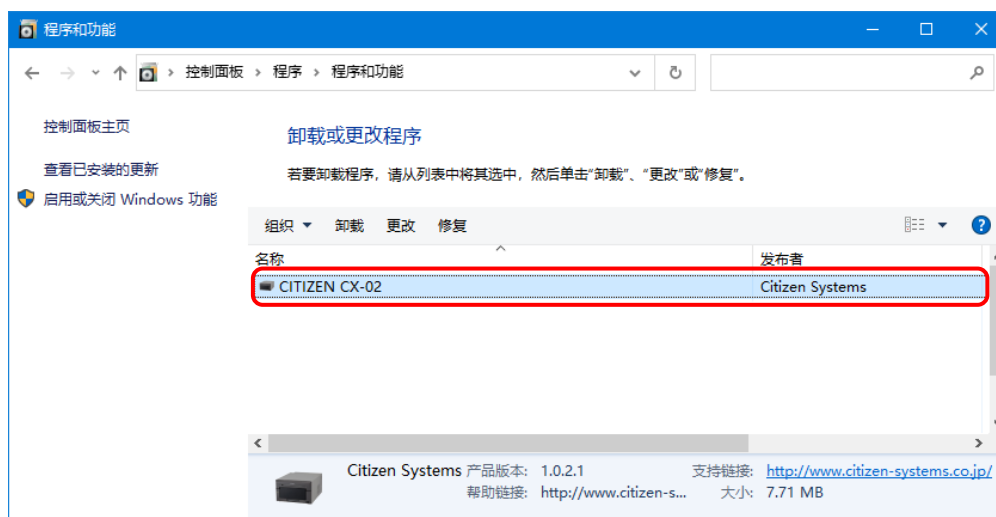 程序和功能
控制面板 › 程序 › 程序和功能
控制面板主页
查看已安装的更新
启用或关闭 Windows 功能
卸载或更改程序
若要卸载程序，请从列表中将其选中，然后单击“卸载”、“更改”或“修复”。
组织 卸载 更改 修复
名称 发布者
CITIZEN CX-02 Citizen Systems
Citizen Systems 产品版本: 1.0.2.1 支持链接: http://www.citizen-systems.co.jp/
帮助链接: http://www.citizen-s... 大小: 7.71 MB